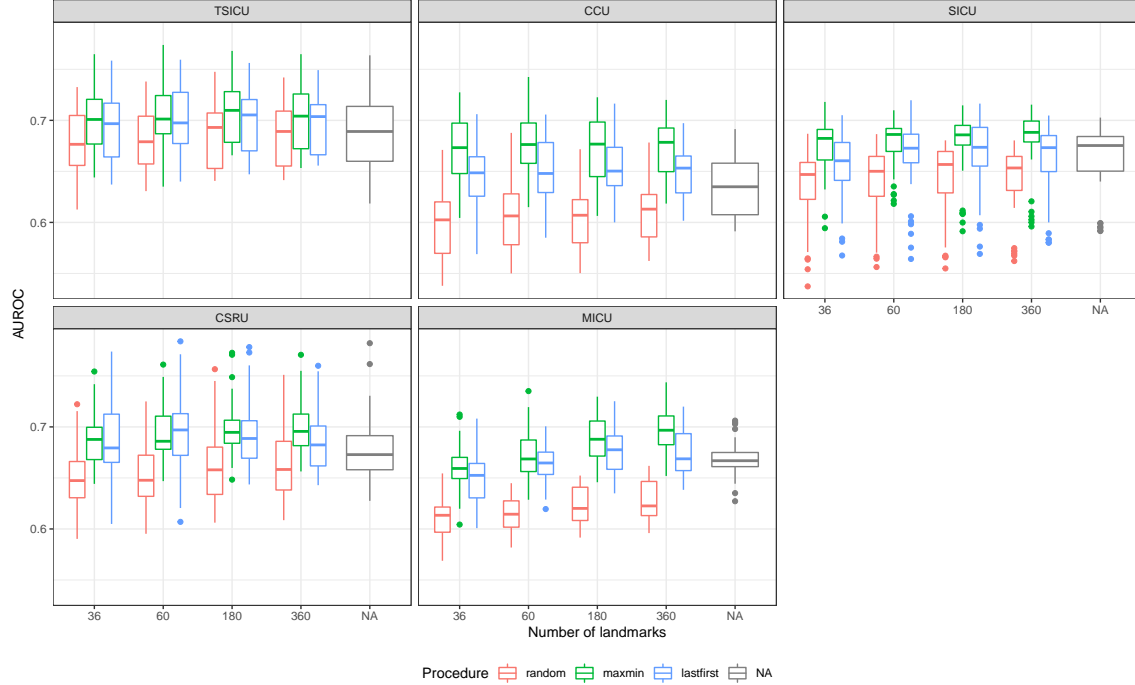 TSICU
CCU
SICU
0.7
0.6
36 60 180 360 NA
CSRU
MICU
AUROC
0.7
0.6
36 60 180 360 NA
36 60 180 360 NA
Number of landmarks
Procedure random maxmin lastfirst NA